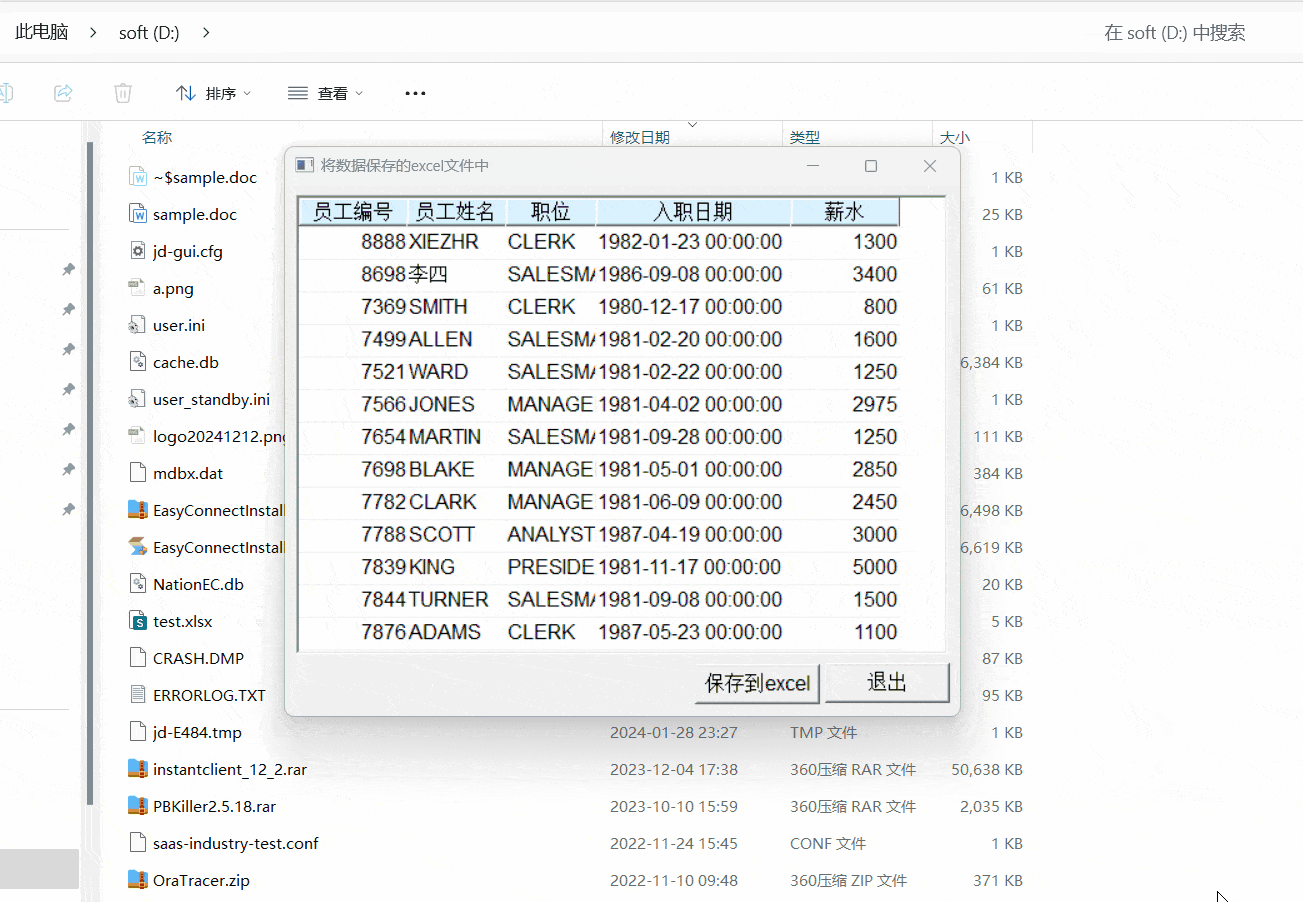 此电脑 > soft (D:) >
在 soft (D:) 中搜索
排序
查看
名称 修改日期 类型 大小
~$sample.doc 1 KB
sample.doc 25 KB
jd-gui.cfg 1 KB
a.png 61 KB
user.ini 1 KB
cache.db 6,384 KB
user_standby.ini 1 KB
logo20241212.png 111 KB
mdbx.dat 384 KB
EasyConnectInstall 6,498 KB
EasyConnectInstall 6,619 KB
NationEC.db 20 KB
test.xlsx 5 KB
CRASH.DMP 87 KB
ERRORLOG.TXT 95 KB
jd-E484.tmp 2024-01-28 23:27 TMP 文件 1 KB
instantclient_12_2.rar 2023-12-04 17:38 360压缩 RAR 文件 50,638 KB
PBKiller2.5.18.rar 2023-10-10 15:59 360压缩 RAR 文件 2,035 KB
saas-industry-test.conf 2022-11-24 15:45 CONF 文件 1 KB
OraTracer.zip 2022-11-10 09:48 360压缩 ZIP 文件 371 KB
将数据保存的excel文件中
员工编号 员工姓名 职位 入职日期 薪水
8888 XIEZHR CLERK 1982-01-23 00:00:00 1300
8698 李四 SALESMA 1986-09-08 00:00:00 3400
7369 SMITH CLERK 1980-12-17 00:00:00 800
7499 ALLEN SALESMA 1981-02-20 00:00:00 1600
7521 WARD SALESMA 1981-02-22 00:00:00 1250
7566 JONES MANAGE 1981-04-02 00:00:00 2975
7654 MARTIN SALESMA 1981-09-28 00:00:00 1250
7698 BLAKE MANAGE 1981-05-01 00:00:00 2850
7782 CLARK MANAGE 1981-06-09 00:00:00 2450
7788 SCOTT ANALYST 1987-04-19 00:00:00 3000
7839 KING PRESIDE 1981-11-17 00:00:00 5000
7844 TURNER SALESMA 1981-09-08 00:00:00 1500
7876 ADAMS CLERK 1987-05-23 00:00:00 1100
保存到excel 退出